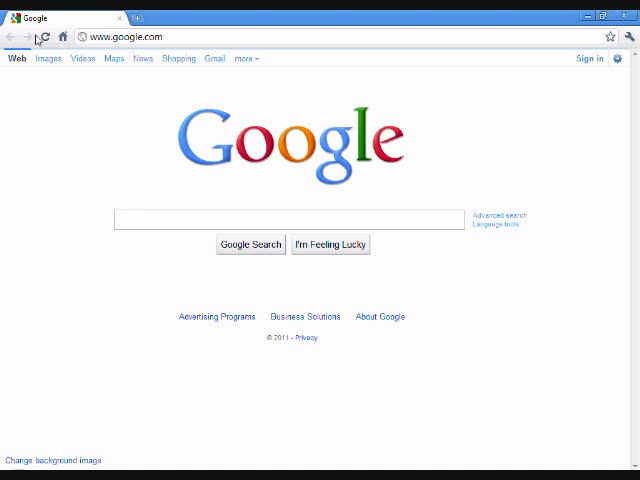 Google
www.google.com
Web Images Videos Maps News Shopping Gmail more Sign in
Google
Advanced search
Language tools
Google Search I'm Feeling Lucky
Advertising Programs Business Solutions About Google
© 2011 - Privacy
Change background image